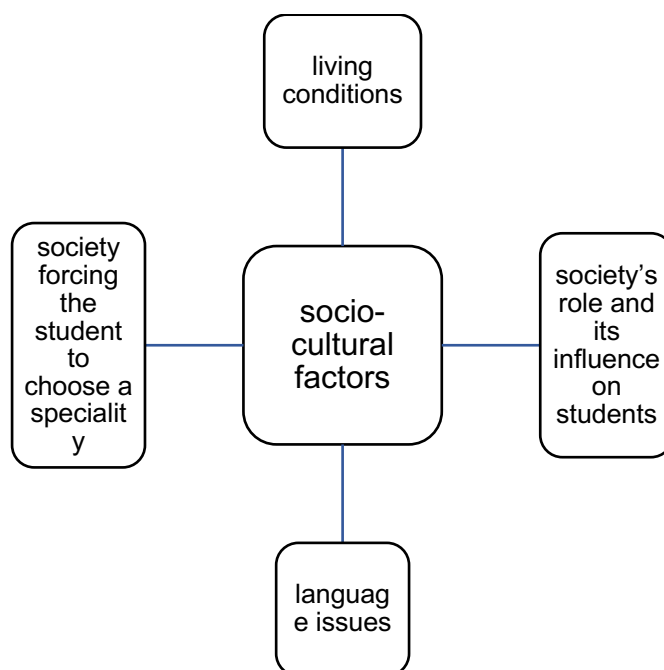 living
conditions
society
forcing
the
student
to
choose a
specialit
y
socio-
cultural
factors
society’s
role and
its
influence
on
students
languag
e issues